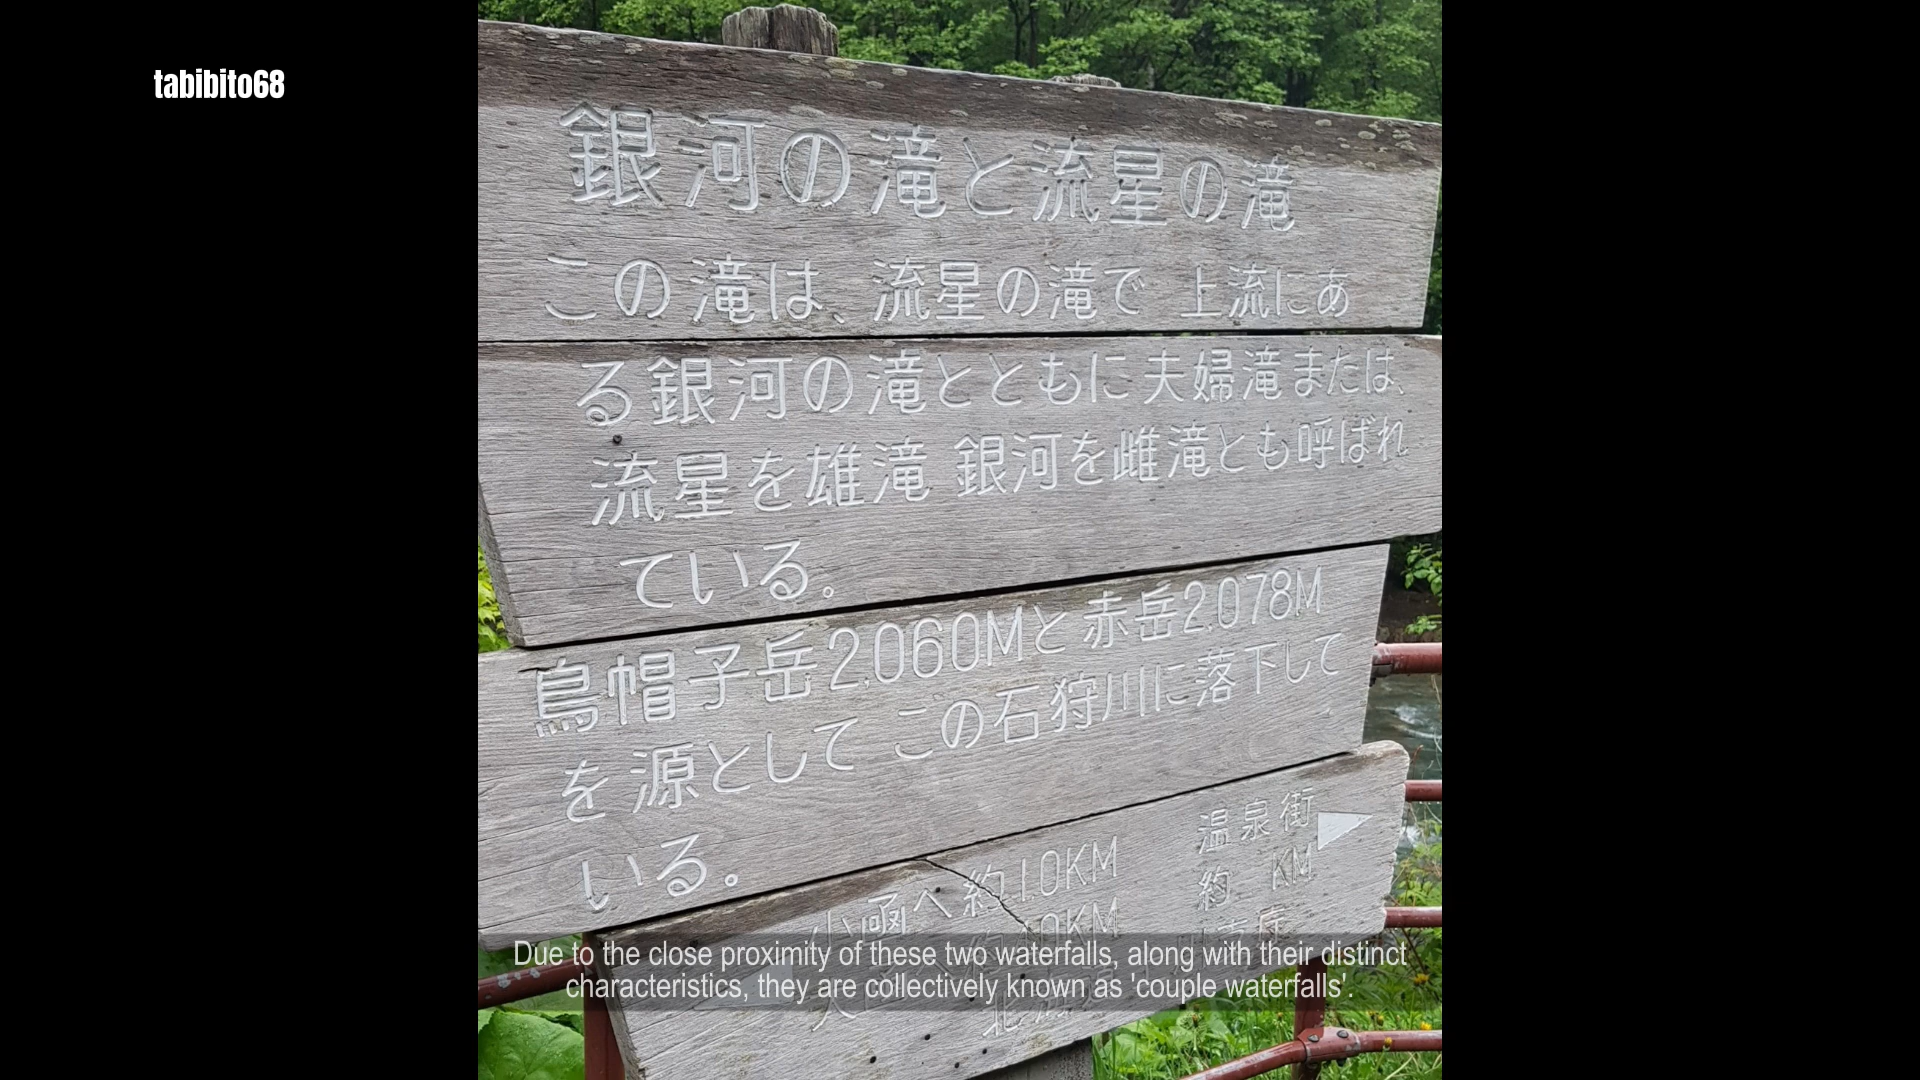 tabibito68
銀河の滝と流星の滝
この滝は、流星の滝で 上流にあ
る銀河の滝とともに夫婦滝または、
流星を雄滝 銀河を雌滝とも呼ばれ
ている。
烏帽子岳2,060Mと赤岳2,078M
を源として この石狩川に落下して
いる。
小函へ約1.0KM
温泉街
約 KM
Due to the close proximity of these two waterfalls, along with their distinct
characteristics, they are collectively known as 'couple waterfalls'.